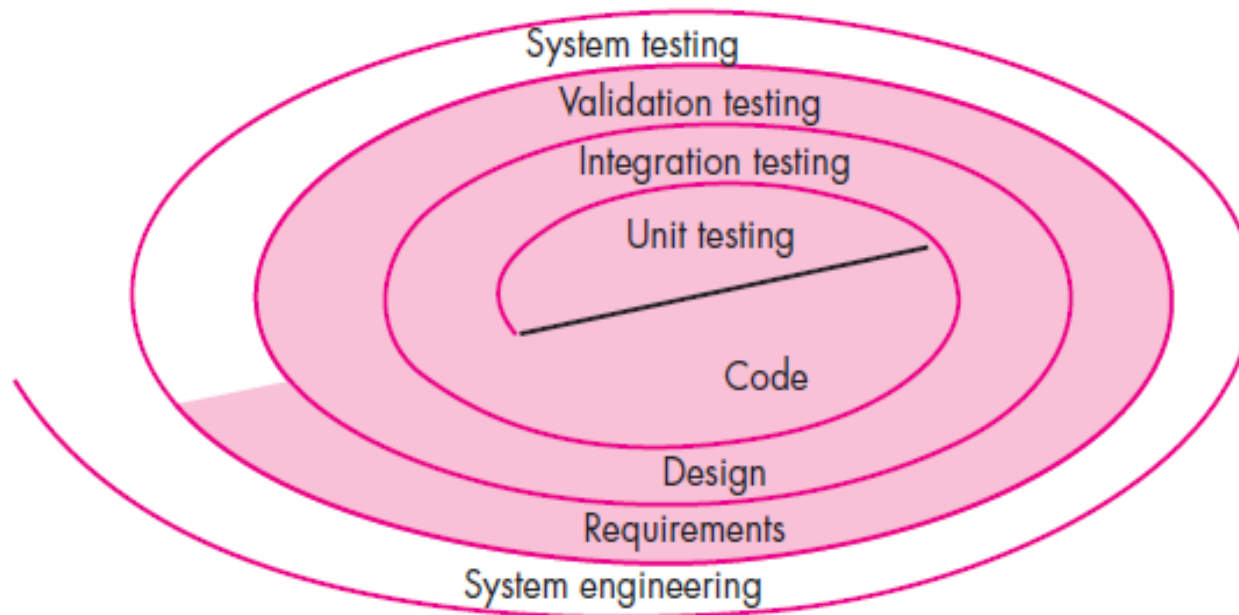 System testing
Validation testing
Integration testing
Unit testing
Code
Design
Requirements
System engineering